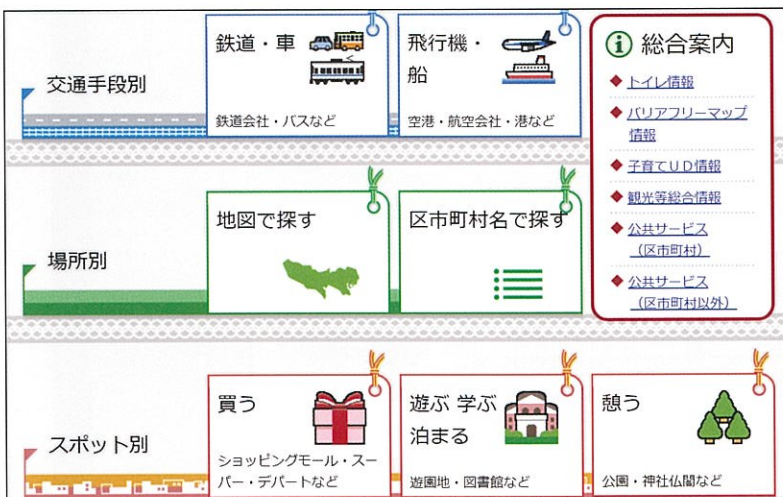 交通手段別
鉄道・車
鉄道会社・バスなど
飛行機・
船
空港・航空会社・港など
総合案内
トイレ情報
バリアフリーマップ
情報
子育てUD情報
観光等総合情報
公共サービス
（区市町村）
公共サービス
（区市町村以外）
場所別
地図で探す
区市町村名で探す
スポット別
買う
ショッピングモール・スー
パー・デパートなど
遊ぶ 学ぶ
泊まる
遊園地・図書館など
憩う
公園・神社仏閣など